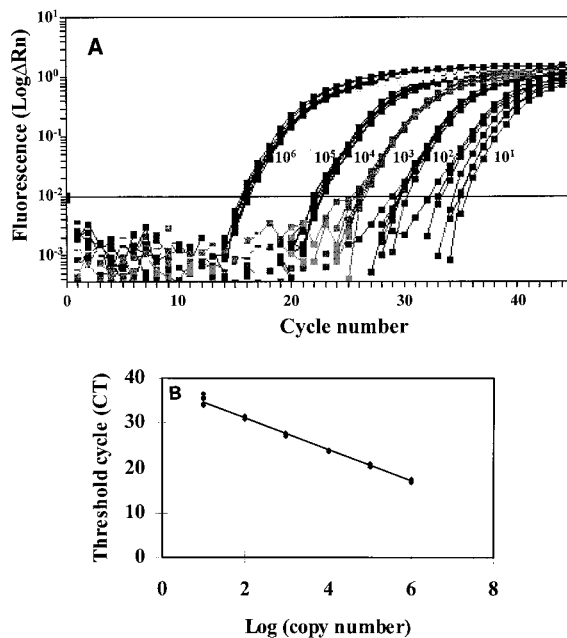 A
Fluorescence (LogΔRn)
10¹
10⁰
10⁻¹
10⁻²
10⁻³
10⁶ 10⁵ 10⁴ 10³ 10² 10¹
0 10 20 30 40
Cycle number
B
Threshold cycle (CT)
40
30
20
10
0
0 2 4 6 8
Log (copy number)